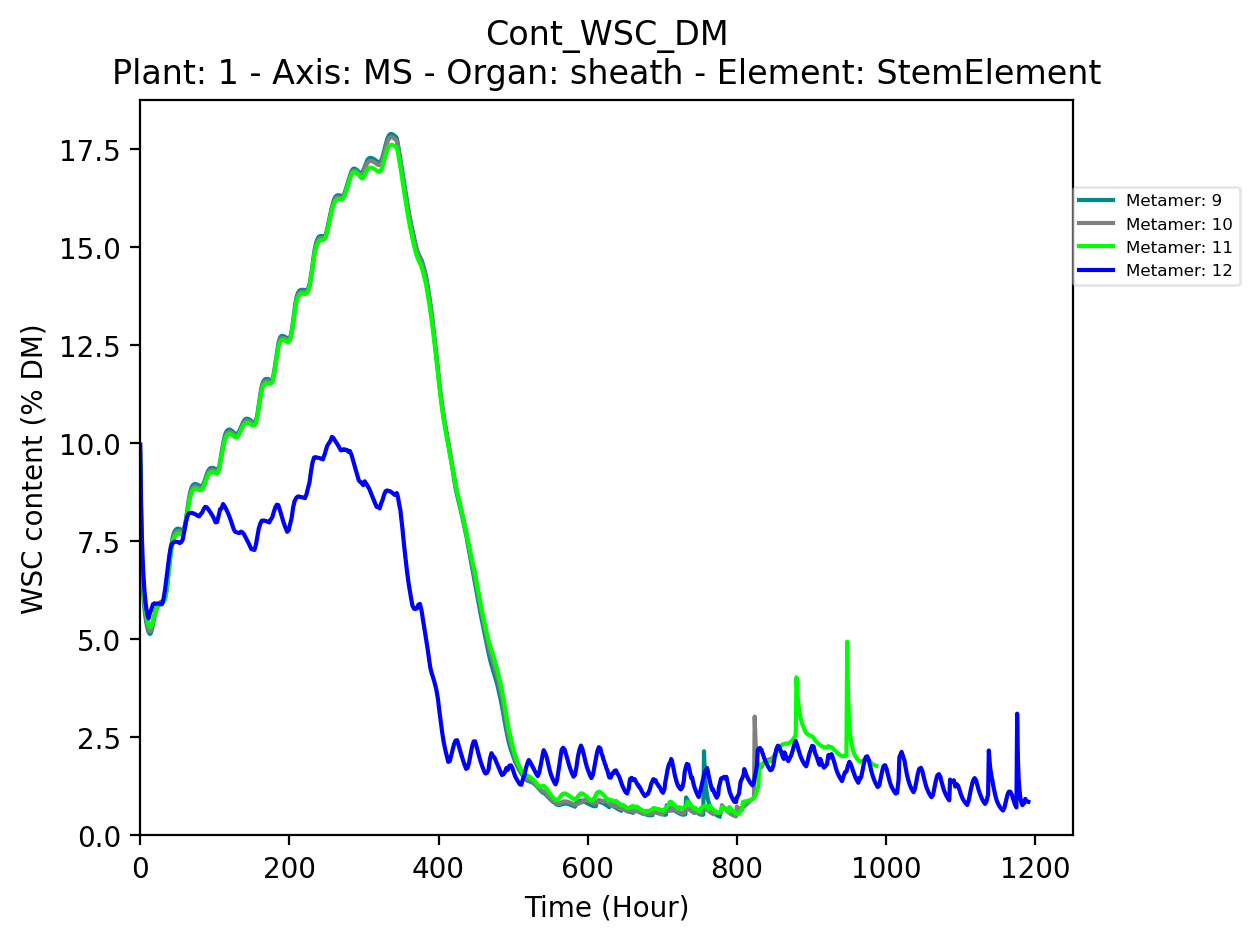 Cont_WSC_DM
Plant: 1 - Axis: MS - Organ: sheath - Element: StemElement
17.5
15.0
12.5
10.0
7.5
5.0
2.5
0.0
WSC content (% DM)
0 200 400 600 800 1000 1200
Time (Hour)
Metamer: 9
Metamer: 10
Metamer: 11
Metamer: 12